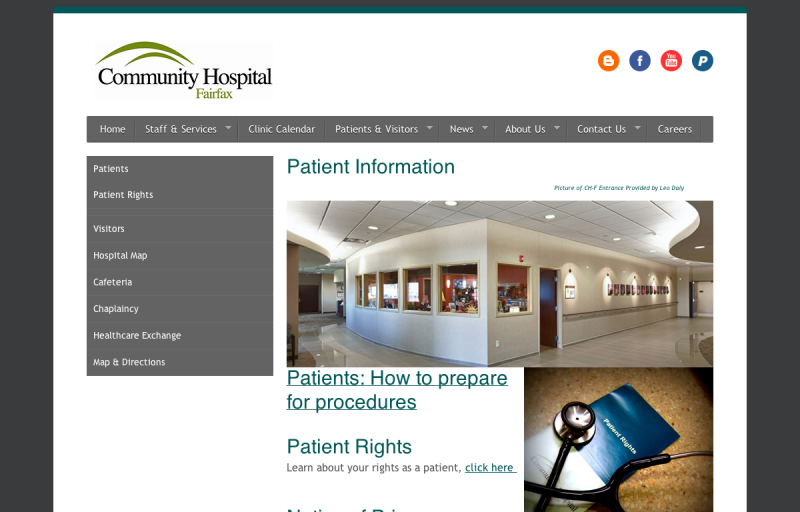 Community Hospital
Fairfax
You
Tube
Home
Staff & Services
Clinic Calendar
Patients & Visitors
News
About Us
Contact Us
Careers
Patients
Patient Rights
Visitors
Hospital Map
Cafeteria
Chaplaincy
Healthcare Exchange
Map & Directions
Patient Information
Picture of CH-F Entrance Provided by Leo Daly
Patients: How to prepare
for procedures
Patient Rights
Patient Rights
Learn about your rights as a patient, click here